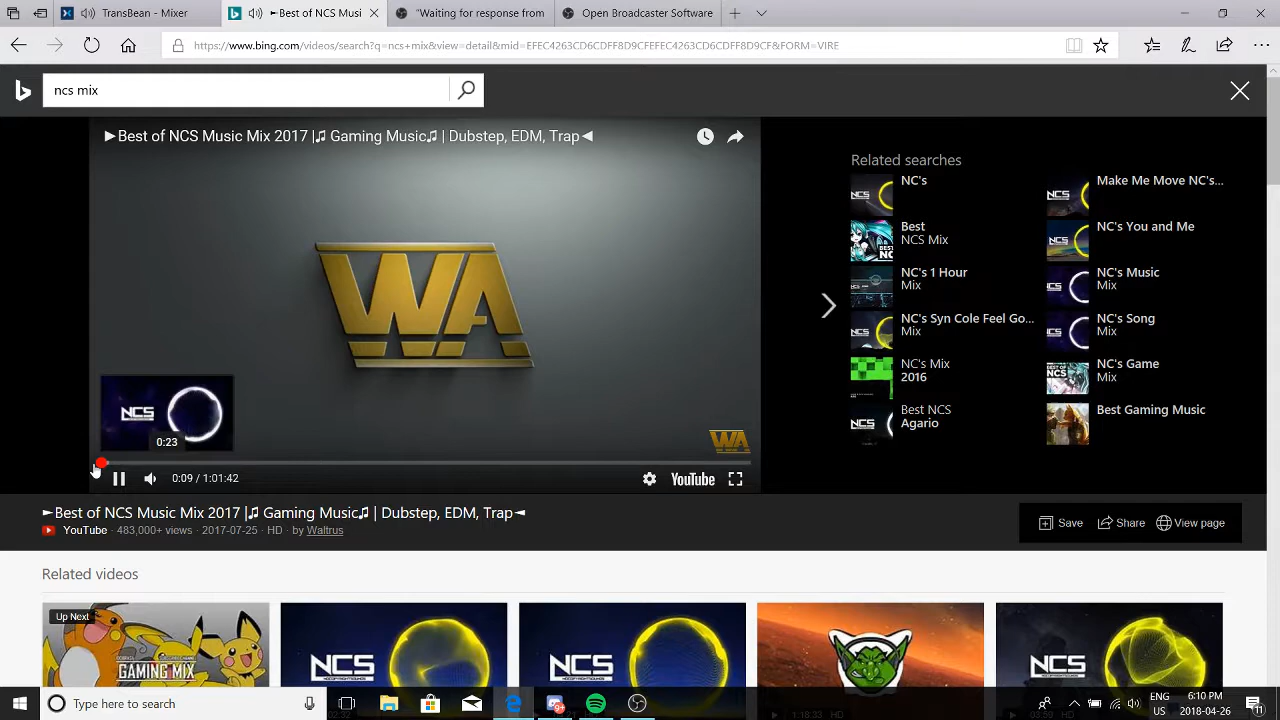 TransBean - Mixer
►Best of NCS Musi
"Waiting for response from
Open Broadcaster Software
https://www.bing.com/videos/search?q=ncs+mix&view=detail&mid=EFEC4263CD6CDFF8D9CFEFEC4263CD6CDFF8D9CF&FORM=VIRE
ncs mix
►Best of NCS Music Mix 2017 |♫ Gaming Music♫ | Dubstep, EDM, Trap◄
WA
NCS
0:23
WA
0:09 / 1:01:42
YouTube
Related searches
NC's
Make Me Move NC's...
Best
NCS Mix
NC's You and Me
NC's 1 Hour
Mix
NC's Music
Mix
NC's Syn Cole Feel Go...
Mix
NC's Song
Mix
NC's Mix
2016
NC's Game
Mix
Best NCS
Agario
Best Gaming Music
►Best of NCS Music Mix 2017 |♫ Gaming Music♫ | Dubstep, EDM, Trap◄
YouTube · 483,000+ views · 2017-07-25 · HD · by Waltrus
Save
Share
View page
Related videos
Up Next
GAMING MIX
NCS
NCS
NCS
Type here to search
ENG
US
6:10 PM
2018-04-26